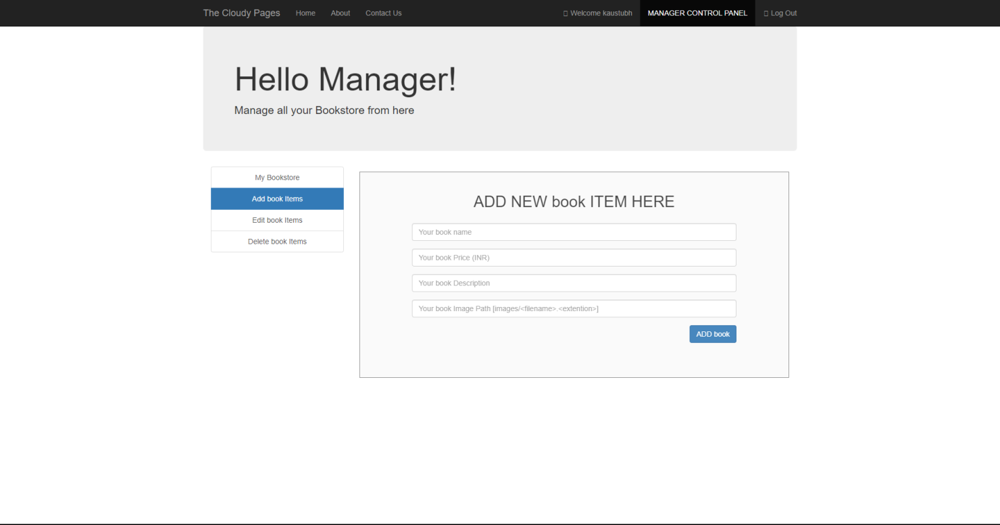 The Cloudy Pages Home About Contact Us Welcome kaustubh MANAGER CONTROL PANEL Log Out
Hello Manager!
Manage all your Bookstore from here
My Bookstore
Add book Items
Edit book Items
Delete book Items
ADD NEW book ITEM HERE
Your book name
Your book Price (INR)
Your book Description
Your book Image Path [images/<filename>.<extention>]
ADD book